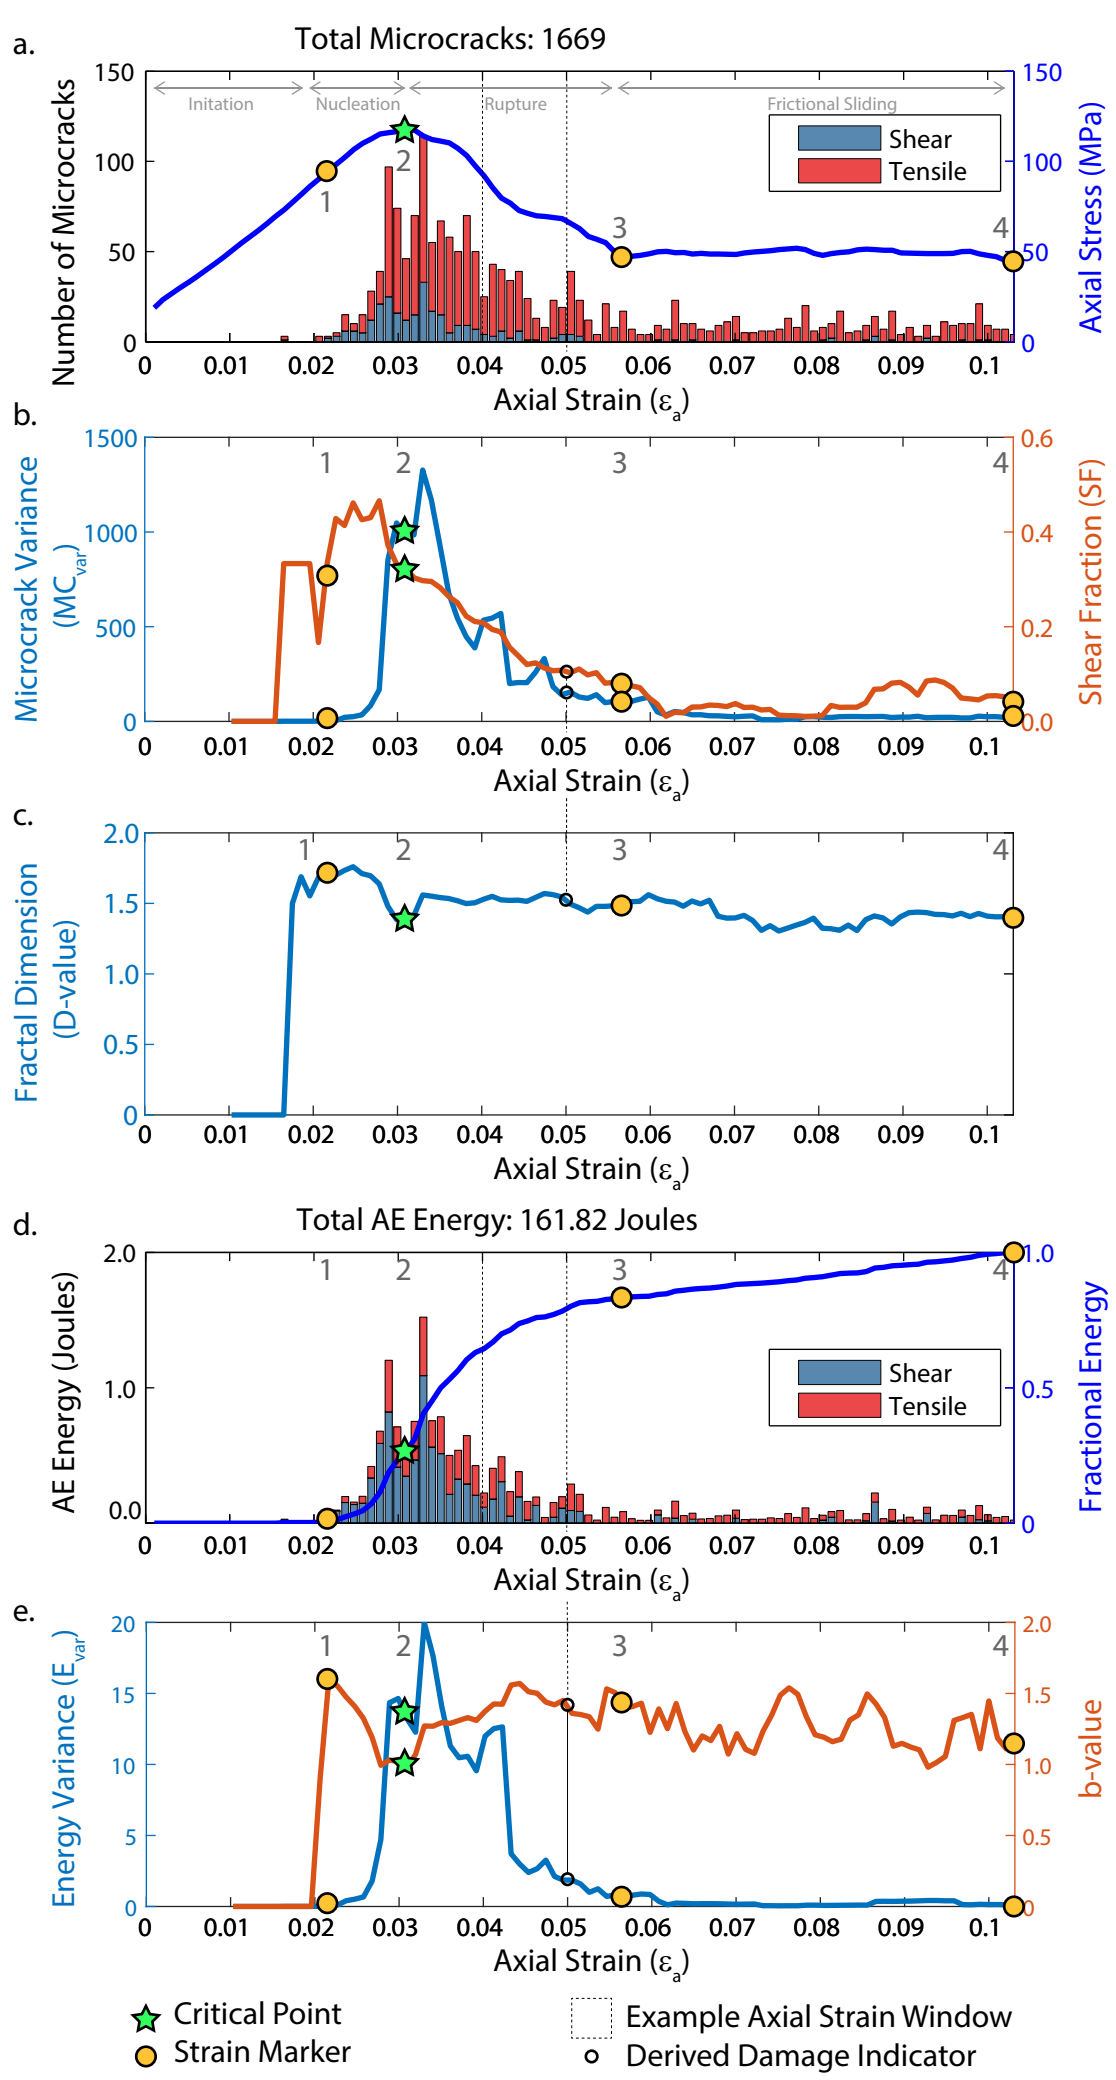 a.
Total Microcracks: 1669
Number of Microcracks
150
100
50
0
Initation
Nucleation
Rupture
Frictional Sliding
Shear
Tensile
1
2
3
4
150
100
50
0
Axial Stress (MPa)
0 0.01 0.02 0.03 0.04 0.05 0.06 0.07 0.08 0.09 0.1
Axial Strain (εa)
b.
Microcrack Variance
(MCvar)
1500
1000
500
0
1 2 3 4
0.6
0.4
0.2
0.0
Shear Fraction (SF)
0 0.01 0.02 0.03 0.04 0.05 0.06 0.07 0.08 0.09 0.1
Axial Strain (εa)
c.
Fractal Dimension
(D-value)
2.0
1.5
1.0
0.5
0
1 2 3 4
0 0.01 0.02 0.03 0.04 0.05 0.06 0.07 0.08 0.09 0.1
Axial Strain (εa)
d.
Total AE Energy: 161.82 Joules
AE Energy (Joules)
2.0
1.0
0.0
1 2 3 4
Shear
Tensile
1.0
0.5
0
Fractional Energy
0 0.01 0.02 0.03 0.04 0.05 0.06 0.07 0.08 0.09 0.1
Axial Strain (εa)
e.
Energy Variance (Evar)
20
15
10
5
0
1 2 3 4
2.0
1.5
1.0
0.5
0
b-value
0 0.01 0.02 0.03 0.04 0.05 0.06 0.07 0.08 0.09 0.1
Axial Strain (εa)
Critical Point
Strain Marker
Example Axial Strain Window
Derived Damage Indicator